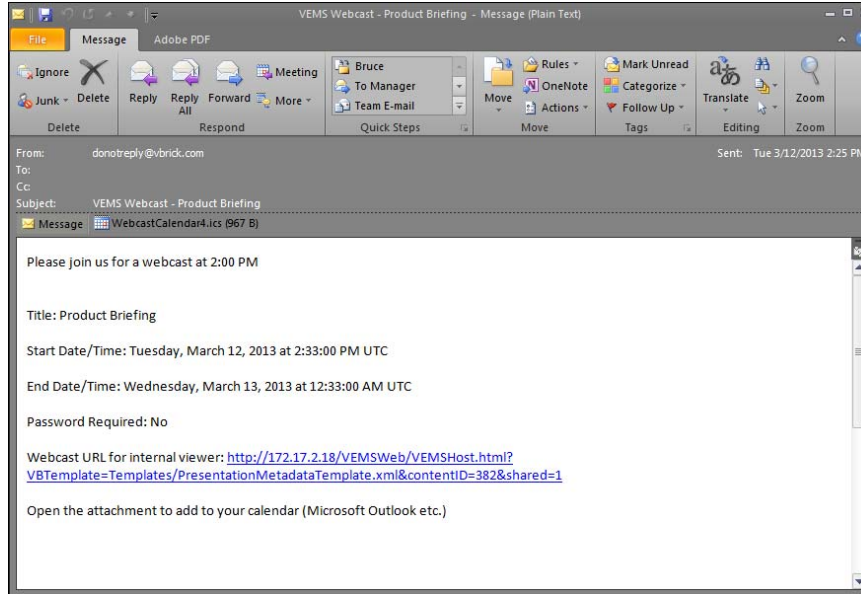 VEMS Webcast - Product Briefing - Message (Plain Text)
File Message Adobe PDF
Ignore
Junk
Delete
Reply
Reply All
Forward
Meeting
More
Bruce
To Manager
Team E-mail
Move
Rules
OneNote
Actions
Mark Unread
Categorize
Follow Up
Translate
Zoom
Delete Respond Quick Steps Move Tags Editing Zoom
From: donotreply@vbrick.com Sent: Tue 3/12/2013 2:25 PM
To:
Cc:
Subject: VEMS Webcast - Product Briefing
Message WebcastCalendar4.ics (967 B)
Please join us for a webcast at 2:00 PM
Title: Product Briefing
Start Date/Time: Tuesday, March 12, 2013 at 2:33:00 PM UTC
End Date/Time: Wednesday, March 13, 2013 at 12:33:00 AM UTC
Password Required: No
Webcast URL for internal viewer: http://172.17.2.18/VEMSWeb/VEMSHost.html?
VBTemplate=Templates/PresentationMetadataTemplate.xml&contentID=382&shared=1
Open the attachment to add to your calendar (Microsoft Outlook etc.)